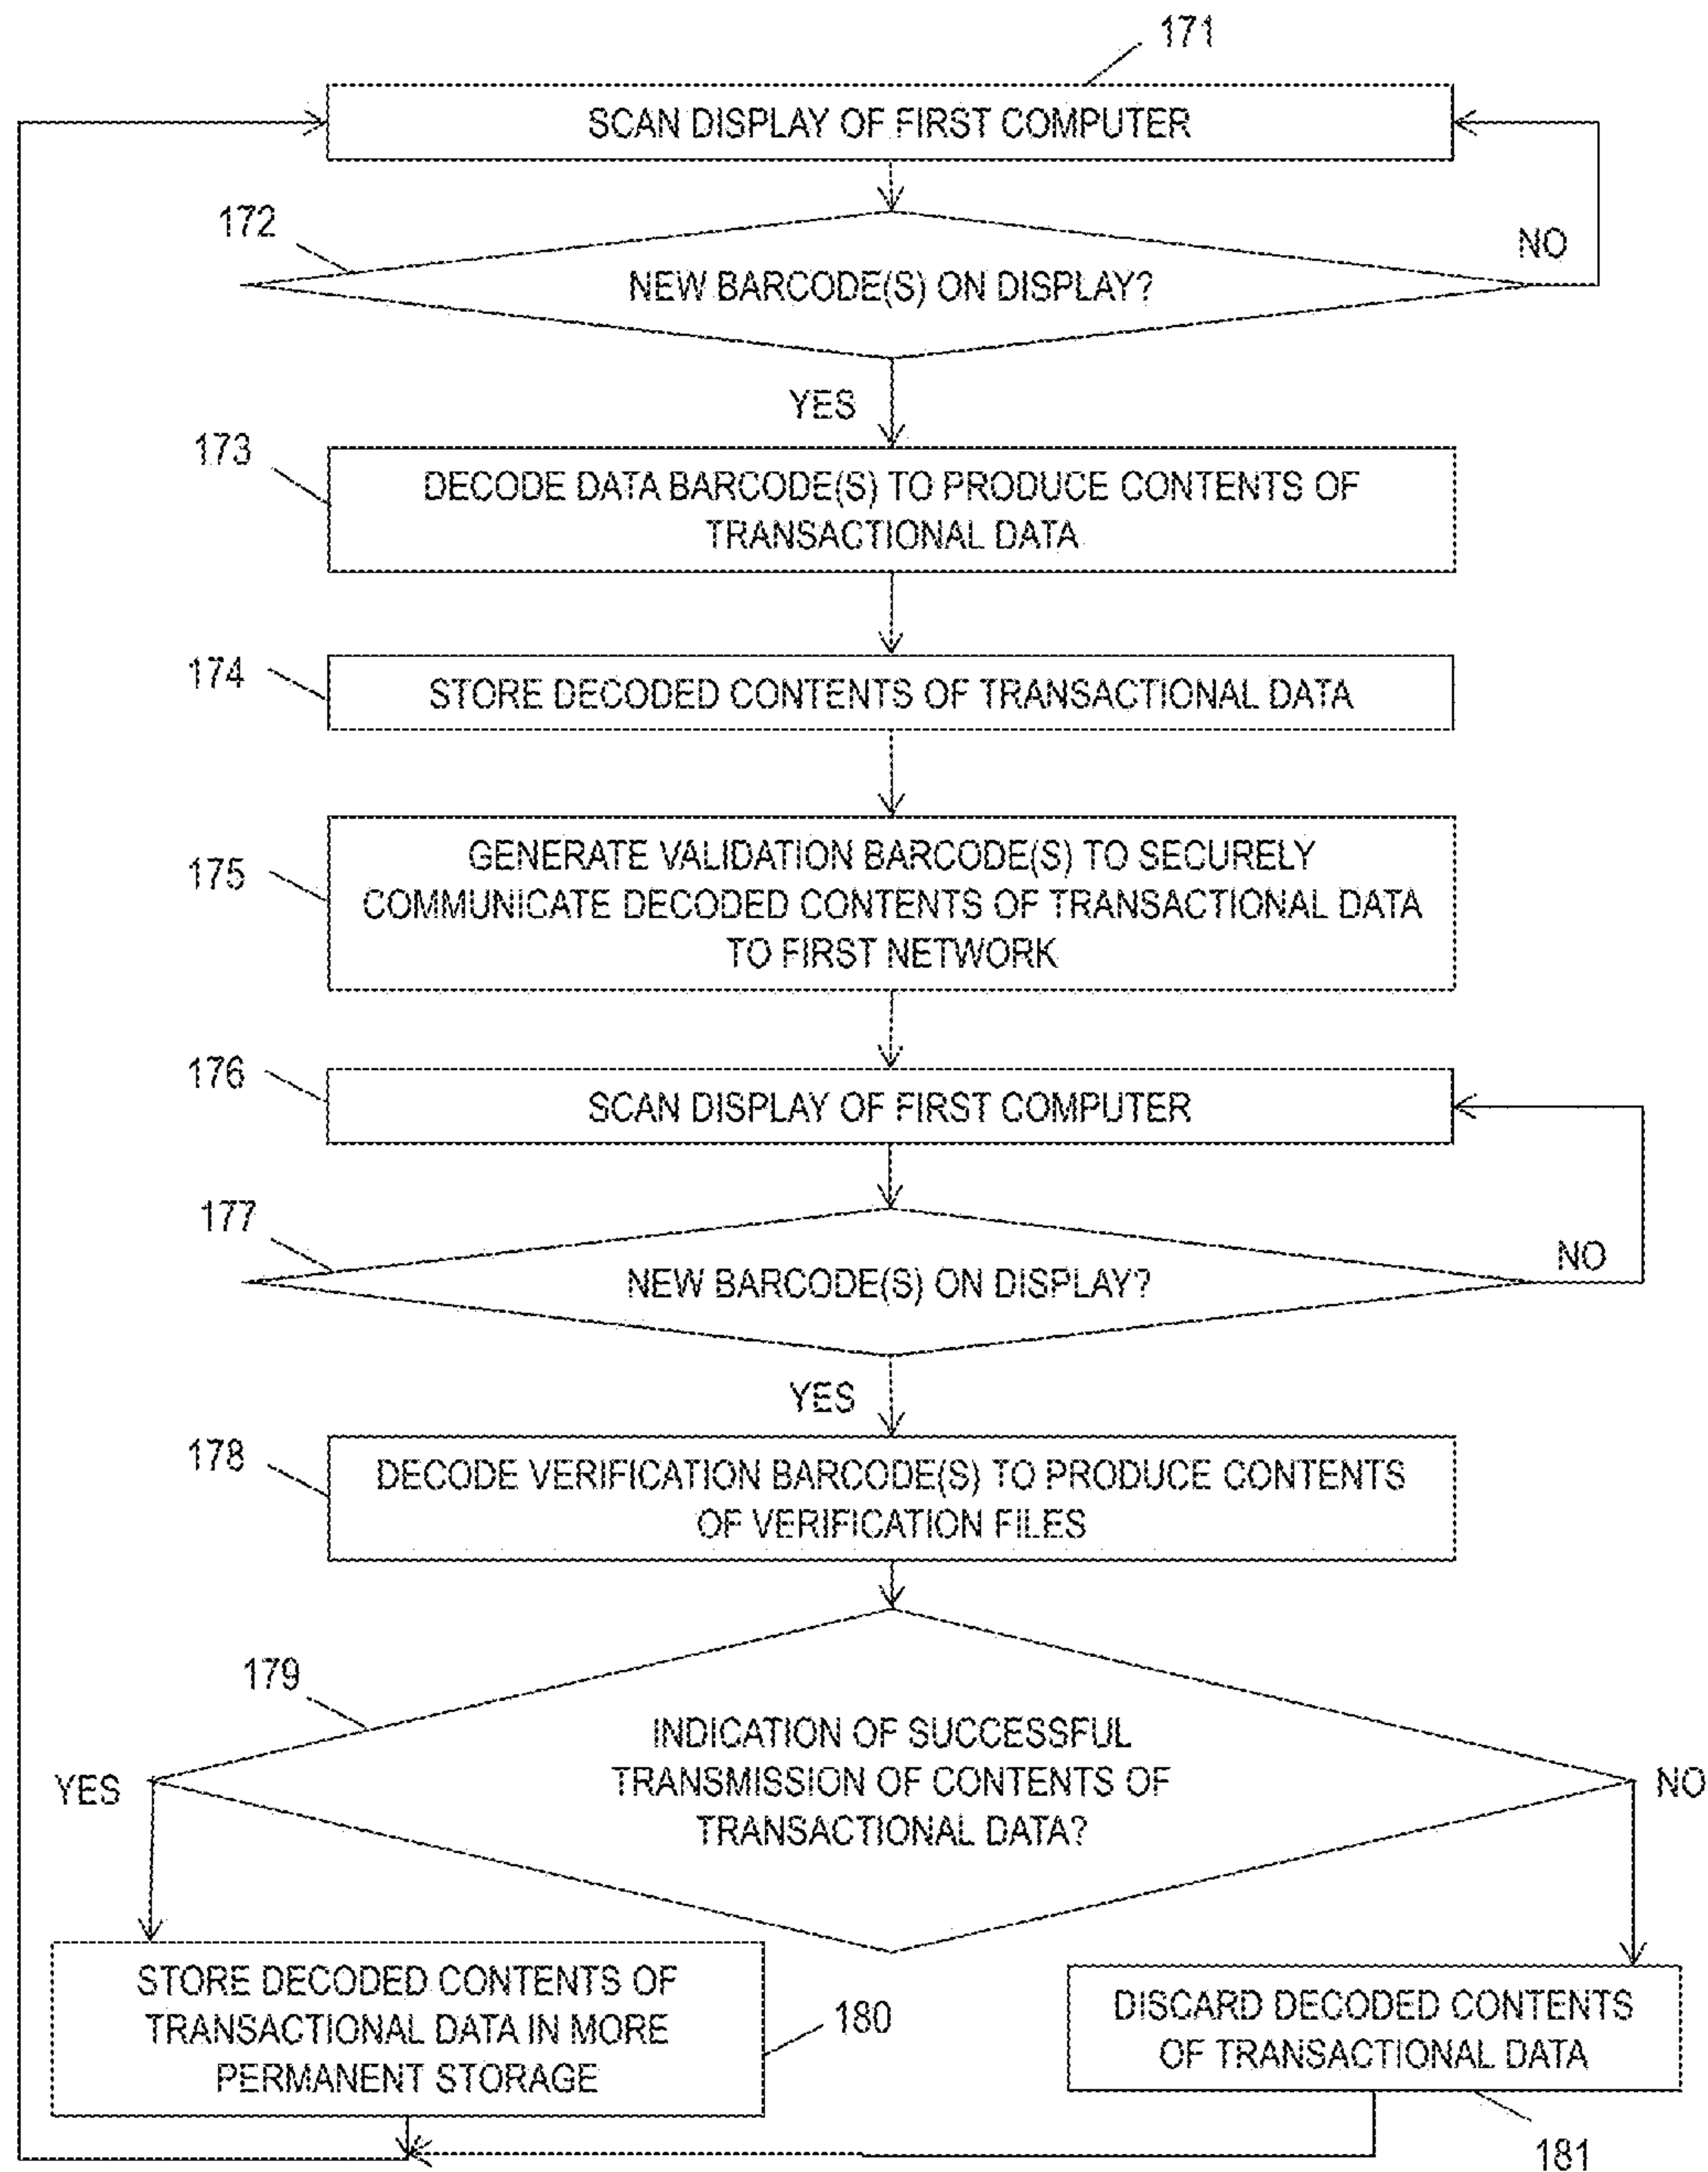 171
SCAN DISPLAY OF FIRST COMPUTER
172
NO
NEW BARCODE(S) ON DISPLAY?
YES
173
DECODE DATA BARCODE(S) TO PRODUCE CONTENTS OF
TRANSACTIONAL DATA
174
STORE DECODED CONTENTS OF TRANSACTIONAL DATA
175
GENERATE VALIDATION BARCODE(S) TO SECURELY
COMMUNICATE DECODED CONTENTS OF TRANSACTIONAL DATA
TO FIRST NETWORK
176
SCAN DISPLAY OF FIRST COMPUTER
177
NO
NEW BARCODE(S) ON DISPLAY?
YES
178
DECODE VERIFICATION BARCODE(S) TO PRODUCE CONTENTS
OF VERIFICATION FILES
179
INDICATION OF SUCCESSFUL
TRANSMISSION OF CONTENTS OF
TRANSACTIONAL DATA?
YES
NO
STORE DECODED CONTENTS OF
TRANSACTIONAL DATA IN MORE
PERMANENT STORAGE
180
DISCARD DECODED CONTENTS
OF TRANSACTIONAL DATA
181